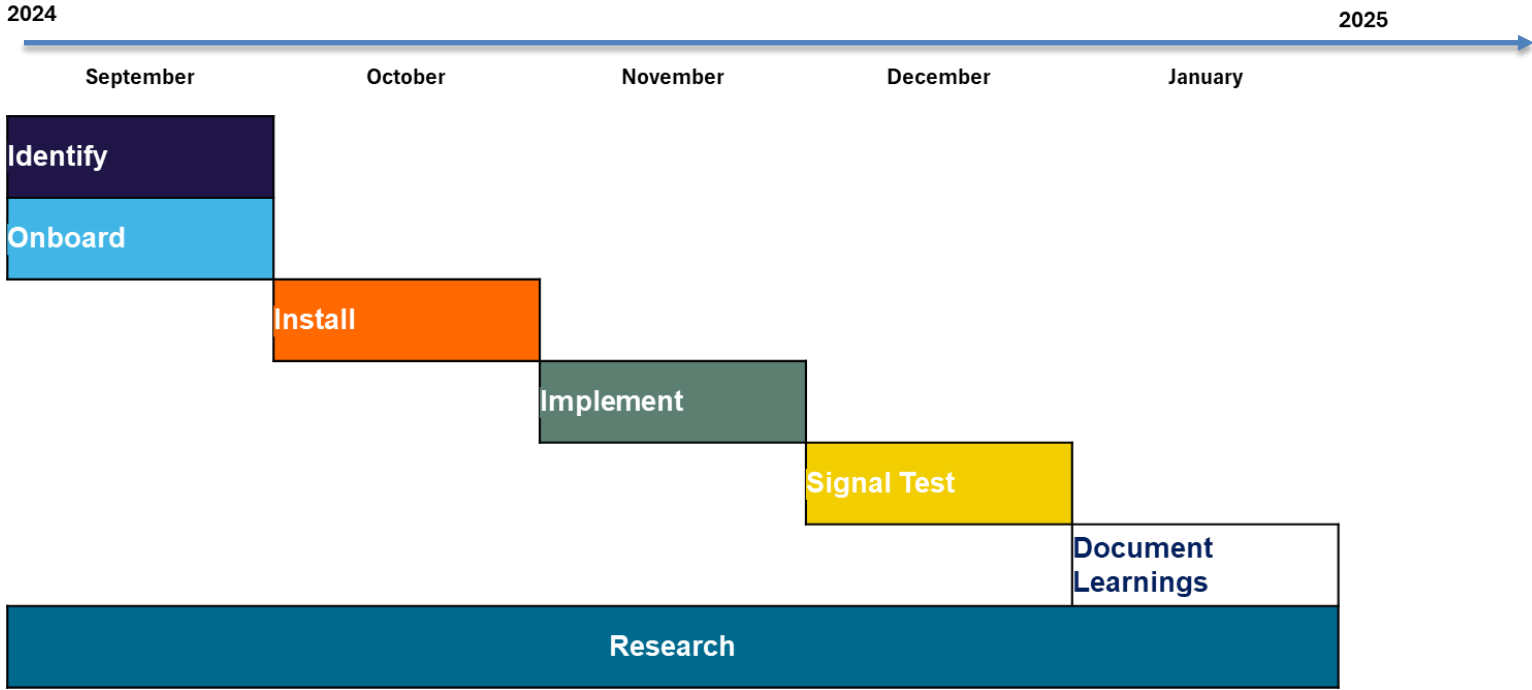 2024
2025
September October November December January
Identify
Onboard
Install
Implement
Signal Test
Document
Learnings
Research